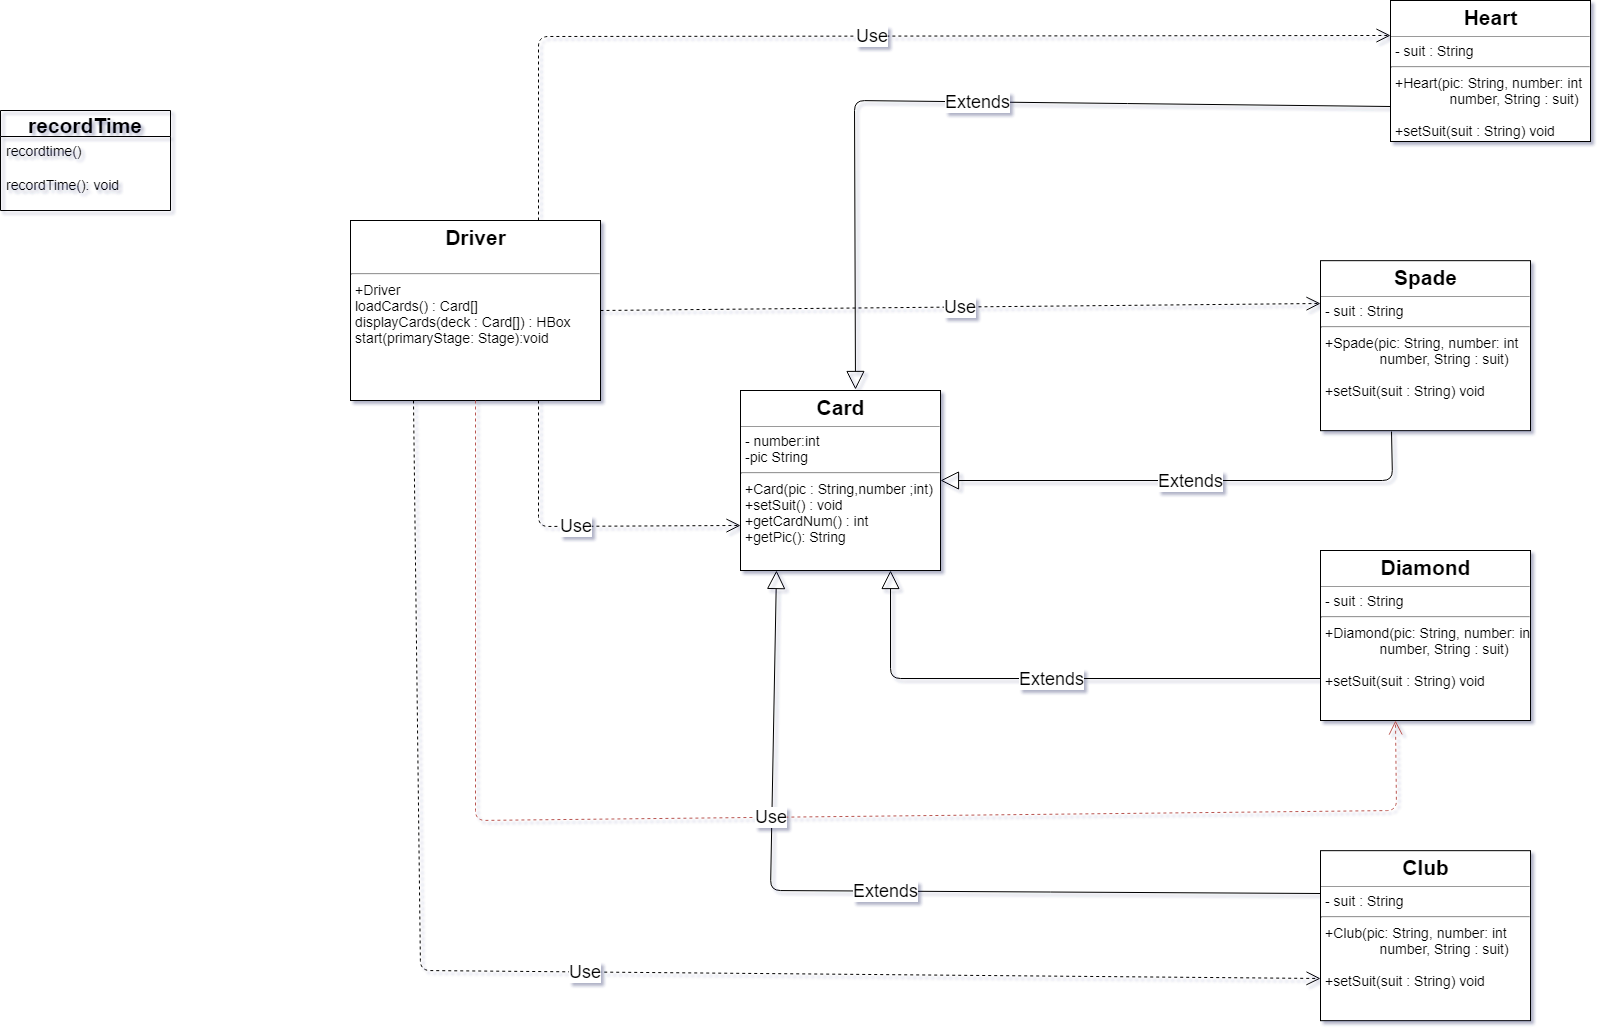 Heart
- suit : String
+Heart(pic: String, number: int
number, String : suit)
+setSuit(suit : String) void
Use
Extends
recordTime
recordtime()
recordTime(): void
Driver
+Driver
loadCards() : Card[]
displayCards(deck : Card[]) : HBox
start(primaryStage: Stage):void
Use
Spade
- suit : String
+Spade(pic: String, number: int
number, String : suit)
+setSuit(suit : String) void
Card
- number:int
-pic String
+Card(pic : String,number ;int)
+setSuit() : void
+getCardNum() : int
+getPic(): String
Extends
Use
Diamond
- suit : String
+Diamond(pic: String, number: in
number, String : suit)
+setSuit(suit : String) void
Extends
Use
Extends
Club
- suit : String
+Club(pic: String, number: int
number, String : suit)
+setSuit(suit : String) void
Use